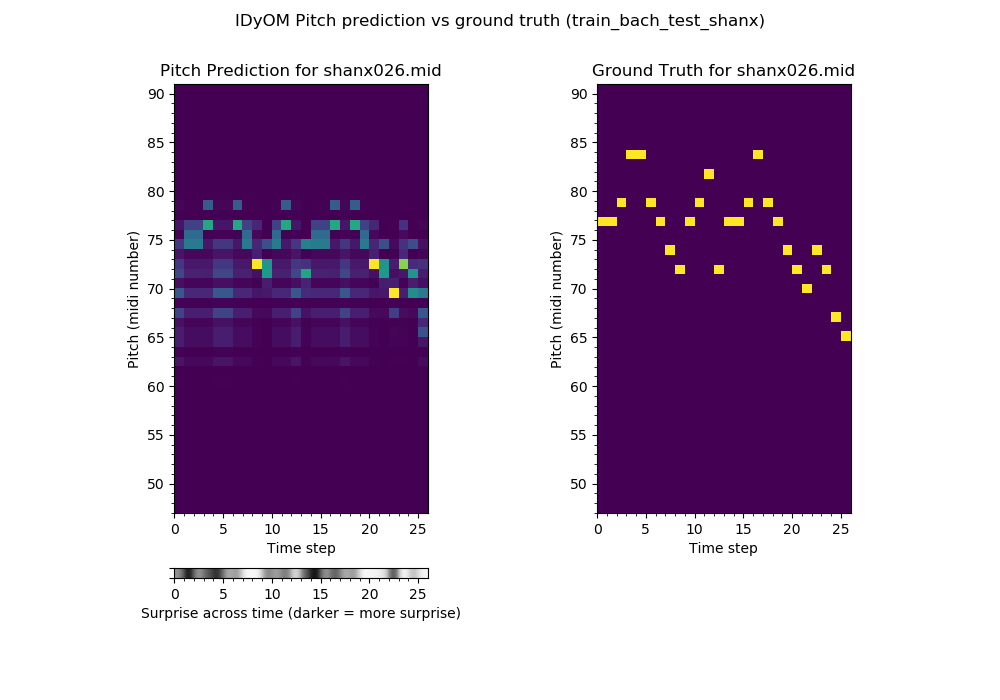 IDyOM Pitch prediction vs ground truth (train_bach_test_shanx)
Pitch Prediction for shanx026.mid
90
85
80
75
70
65
60
55
50
Pitch (midi number)
0 5 10 15 20 25
Time step
0 5 10 15 20 25
Surprise across time (darker = more surprise)
Ground Truth for shanx026.mid
90
85
80
75
70
65
60
55
50
Pitch (midi number)
0 5 10 15 20 25
Time step